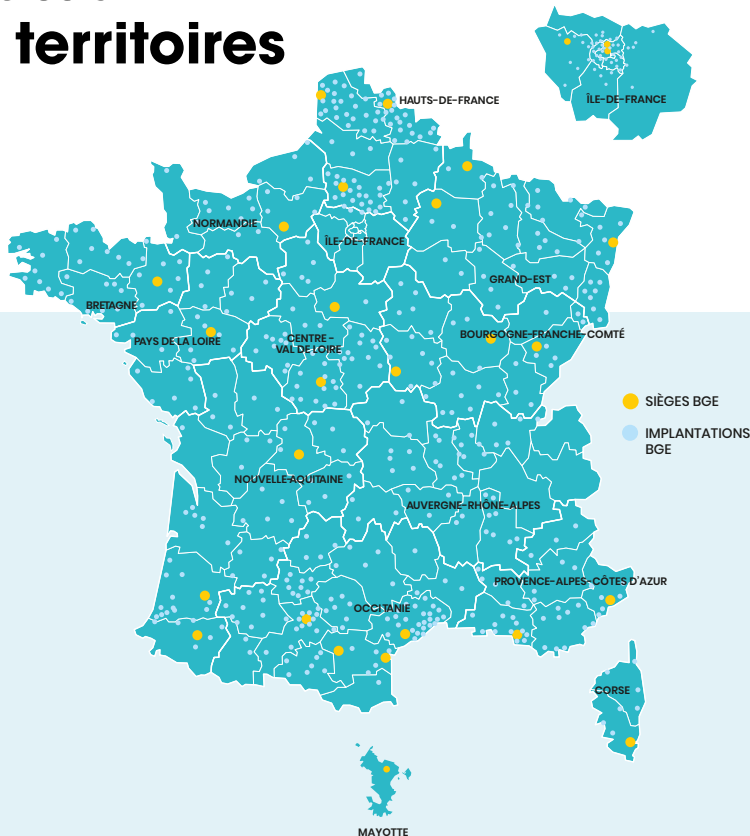 territoires
ÎLE-DE-FRANCE
HAUTS-DE-FRANCE
NORMANDIE
ÎLE-DE-FRANCE
GRAND-EST
BRETAGNE
PAYS DE LA LOIRE
CENTRE -
VAL DE LOIRE
BOURGOGNE-FRANCHE-COMTÉ
SIÈGES BGE
IMPLANTATIONS
BGE
NOUVELLE-AQUITAINE
AUVERGNE-RHÔNE-ALPES
PROVENCE-ALPES-CÔTES D'AZUR
OCCITANIE
CORSE
MAYOTTE